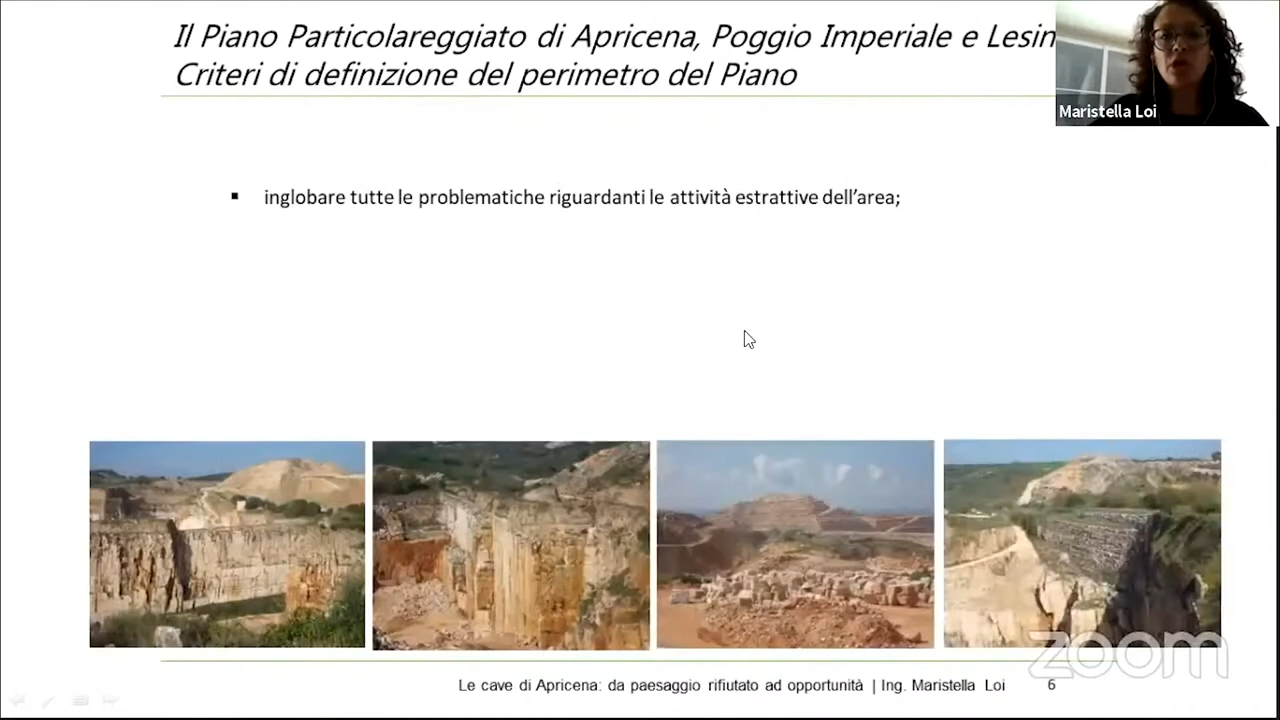 Il Piano Particolareggiato di Apricena, Poggio Imperiale e Lesin
Criteri di definizione del perimetro del Piano
Maristella Loi
▪ inglobare tutte le problematiche riguardanti le attività estrattive dell'area;
zoom
Le cave di Apricena: da paesaggio rifiutato ad opportunità | Ing. Maristella Loi 6